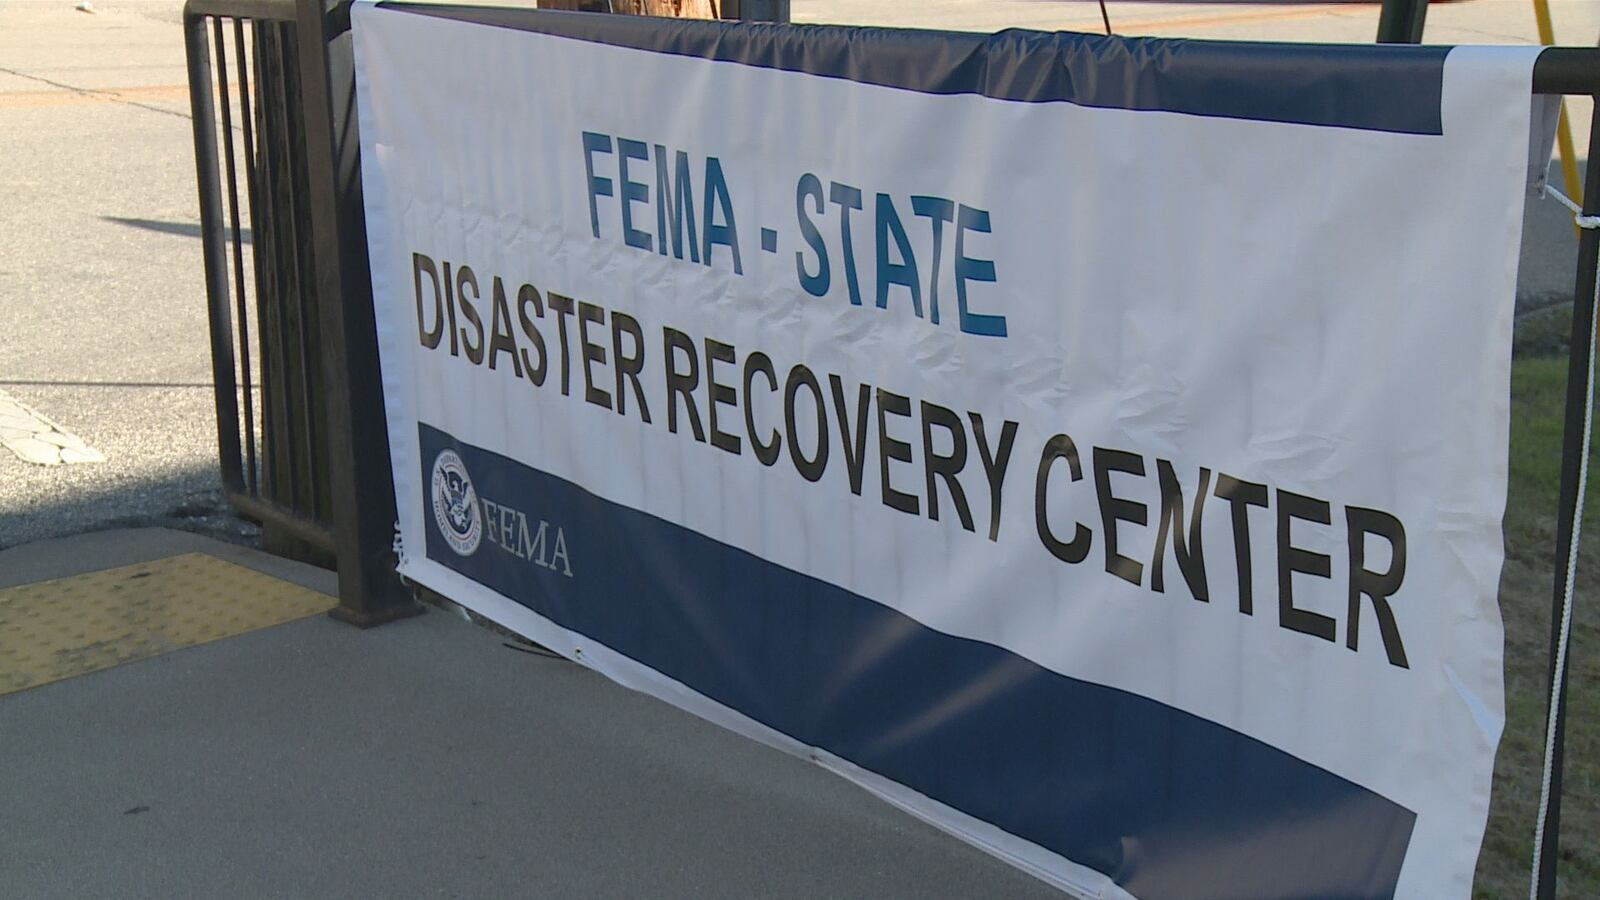 FEMA - STATE
DISASTER RECOVERY CENTER
FEMA